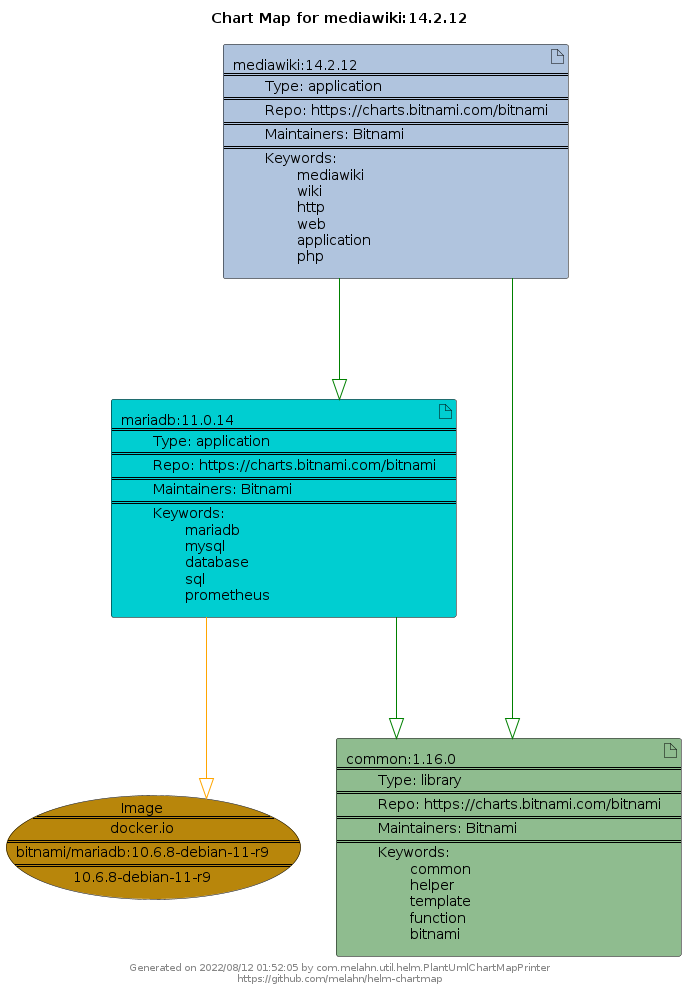 Chart Map for mediawiki:14.2.12
mediawiki:14.2.12
Type: application
Repo: https://charts.bitnami.com/bitnami
Maintainers: Bitnami
Keywords:
mediawiki
wiki
http
web
application
php
mariadb:11.0.14
Type: application
Repo: https://charts.bitnami.com/bitnami
Maintainers: Bitnami
Keywords:
mariadb
mysql
database
sql
prometheus
common:1.16.0
Type: library
Repo: https://charts.bitnami.com/bitnami
Maintainers: Bitnami
Keywords:
common
helper
template
function
bitnami
Image
docker.io
bitnami/mariadb:10.6.8-debian-11-r9
10.6.8-debian-11-r9
Generated on 2022/08/12 01:52:05 by com.melahn.util.helm.PlantUmlChartMapPrinter
https://github.com/melahn/helm-chartmap